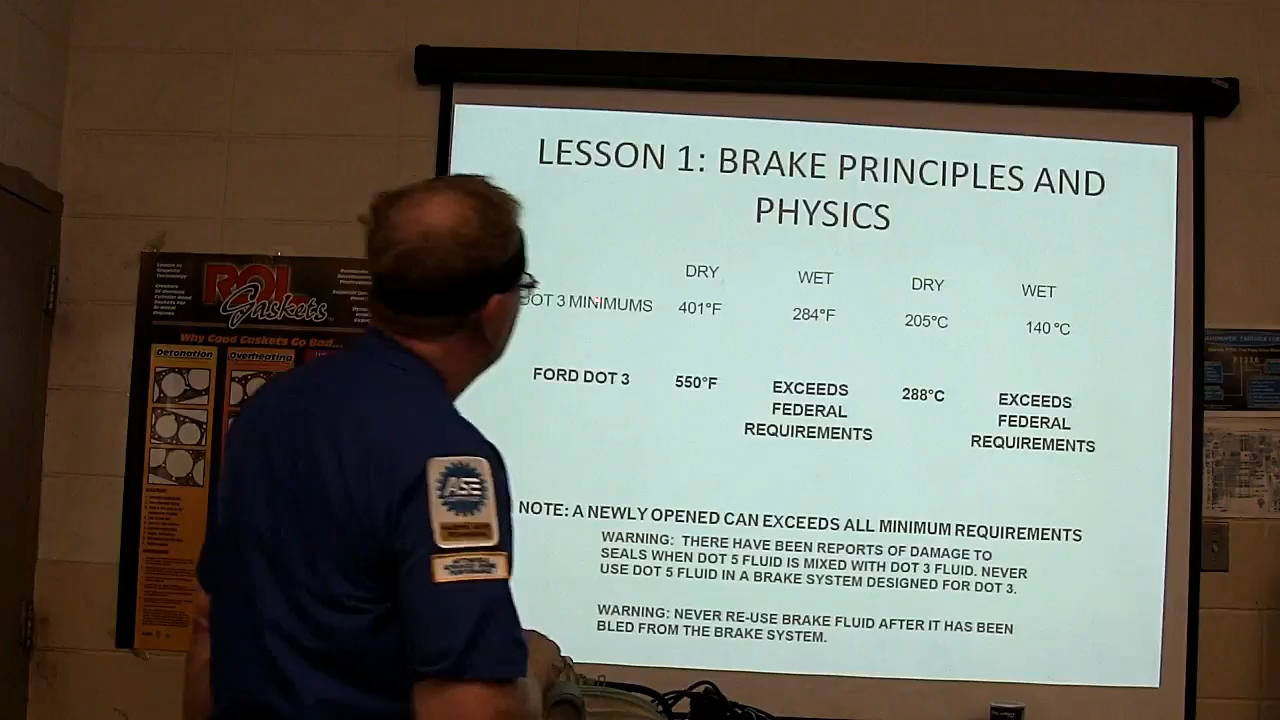 LESSON 1: BRAKE PRINCIPLES AND
PHYSICS
DRY WET DRY WET
DOT 3 MINIMUMS 401°F 284°F 205°C 140°C
FORD DOT 3 550°F EXCEEDS 288°C EXCEEDS
FEDERAL FEDERAL
REQUIREMENTS REQUIREMENTS
NOTE: A NEWLY OPENED CAN EXCEEDS ALL MINIMUM REQUIREMENTS
WARNING: THERE HAVE BEEN REPORTS OF DAMAGE TO
SEALS WHEN DOT 5 FLUID IS MIXED WITH DOT 3 FLUID. NEVER
USE DOT 5 FLUID IN A BRAKE SYSTEM DESIGNED FOR DOT 3.
WARNING: NEVER RE-USE BRAKE FLUID AFTER IT HAS BEEN
BLED FROM THE BRAKE SYSTEM.
ROL
Gaskets
Why Good Gaskets Go Bad...
Detonation Overheating
ASE